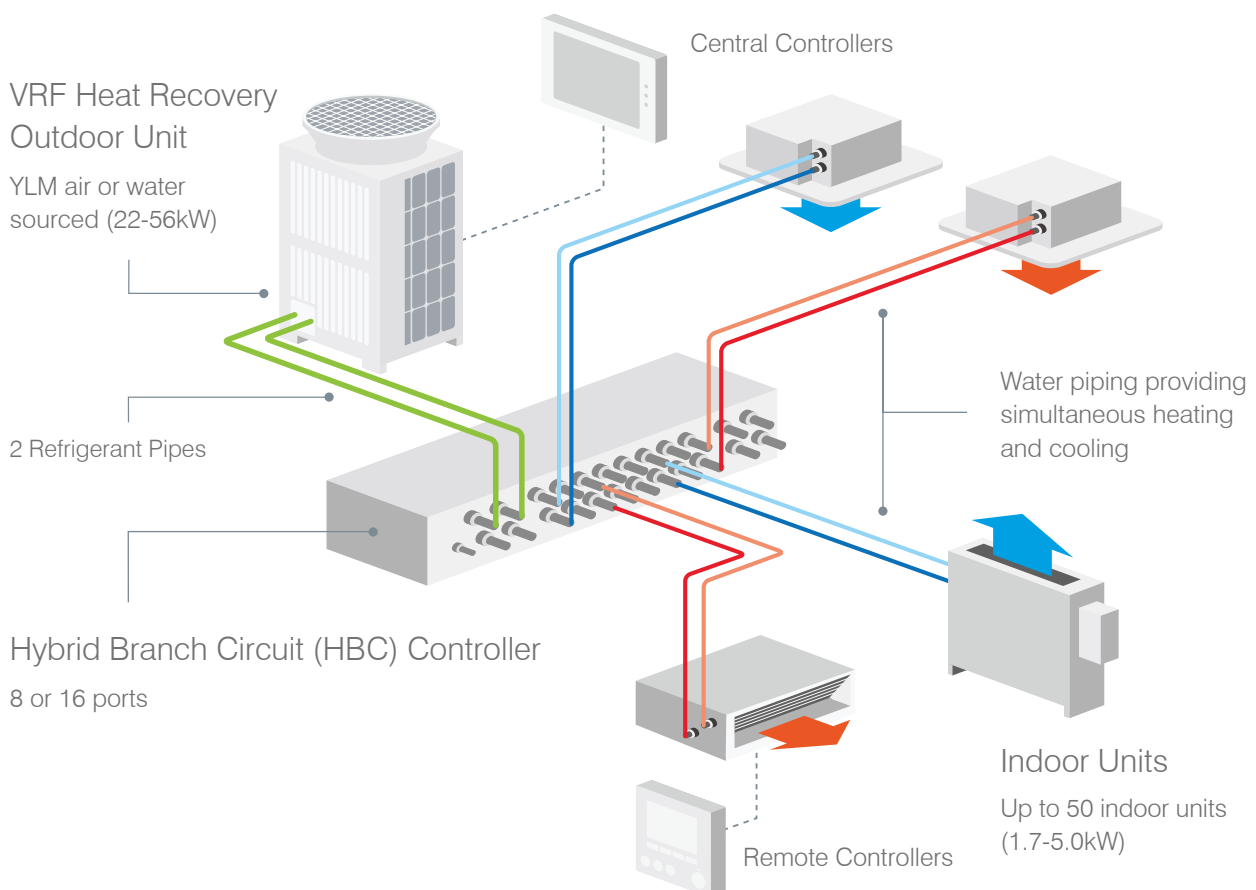 Central Controllers
VRF Heat Recovery
Outdoor Unit
YLM air or water
sourced (22-56kW)
2 Refrigerant Pipes
Water piping providing
simultaneous heating
and cooling
Hybrid Branch Circuit (HBC) Controller
8 or 16 ports
Indoor Units
Up to 50 indoor units
(1.7-5.0kW)
Remote Controllers